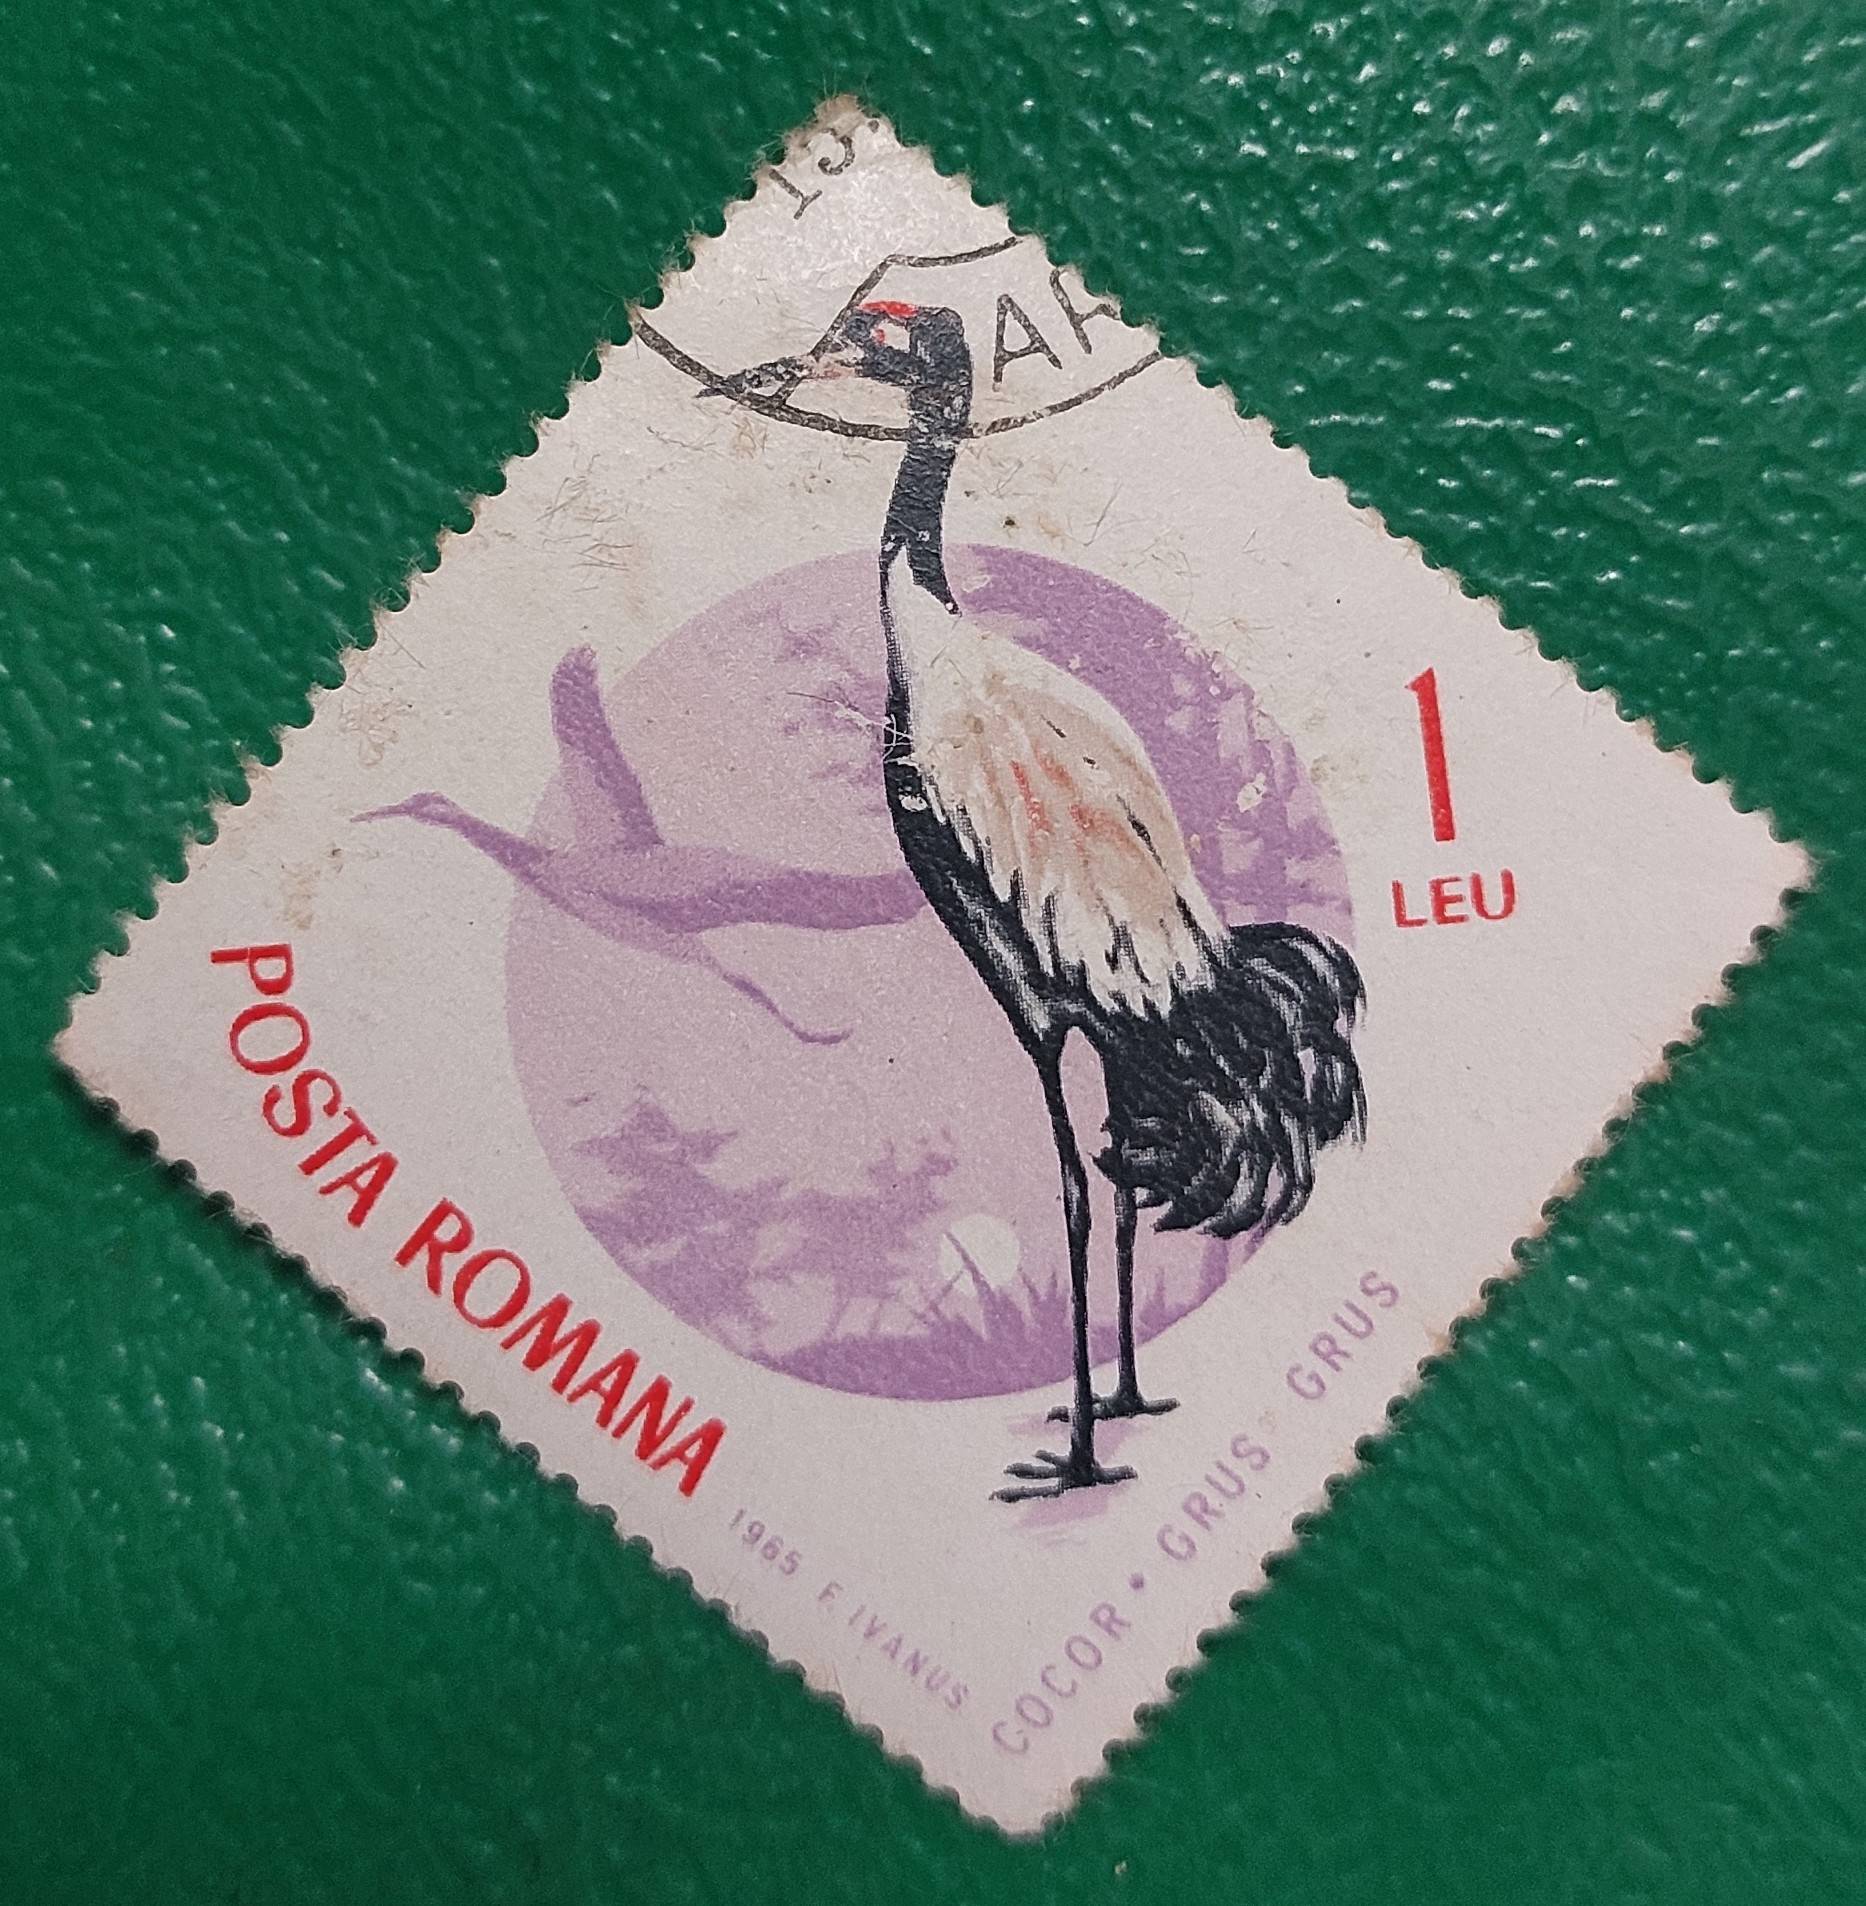 1 LEU
POSTA ROMANA
1965 F. IVANUS
COCOR • GRUS GRUS